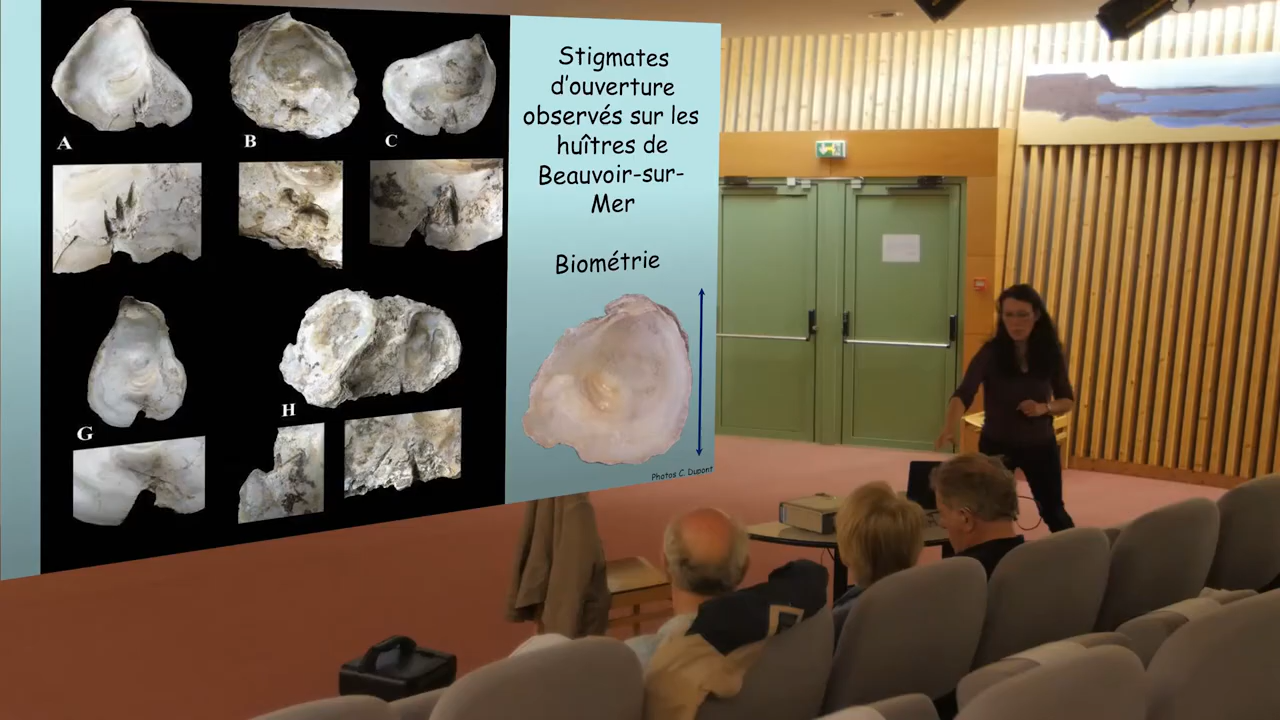 A
B
C
G
H
Stigmates
d'ouverture
observés sur les
huîtres de
Beauvoir-sur-
Mer
Biométrie
Photos C. Dupont